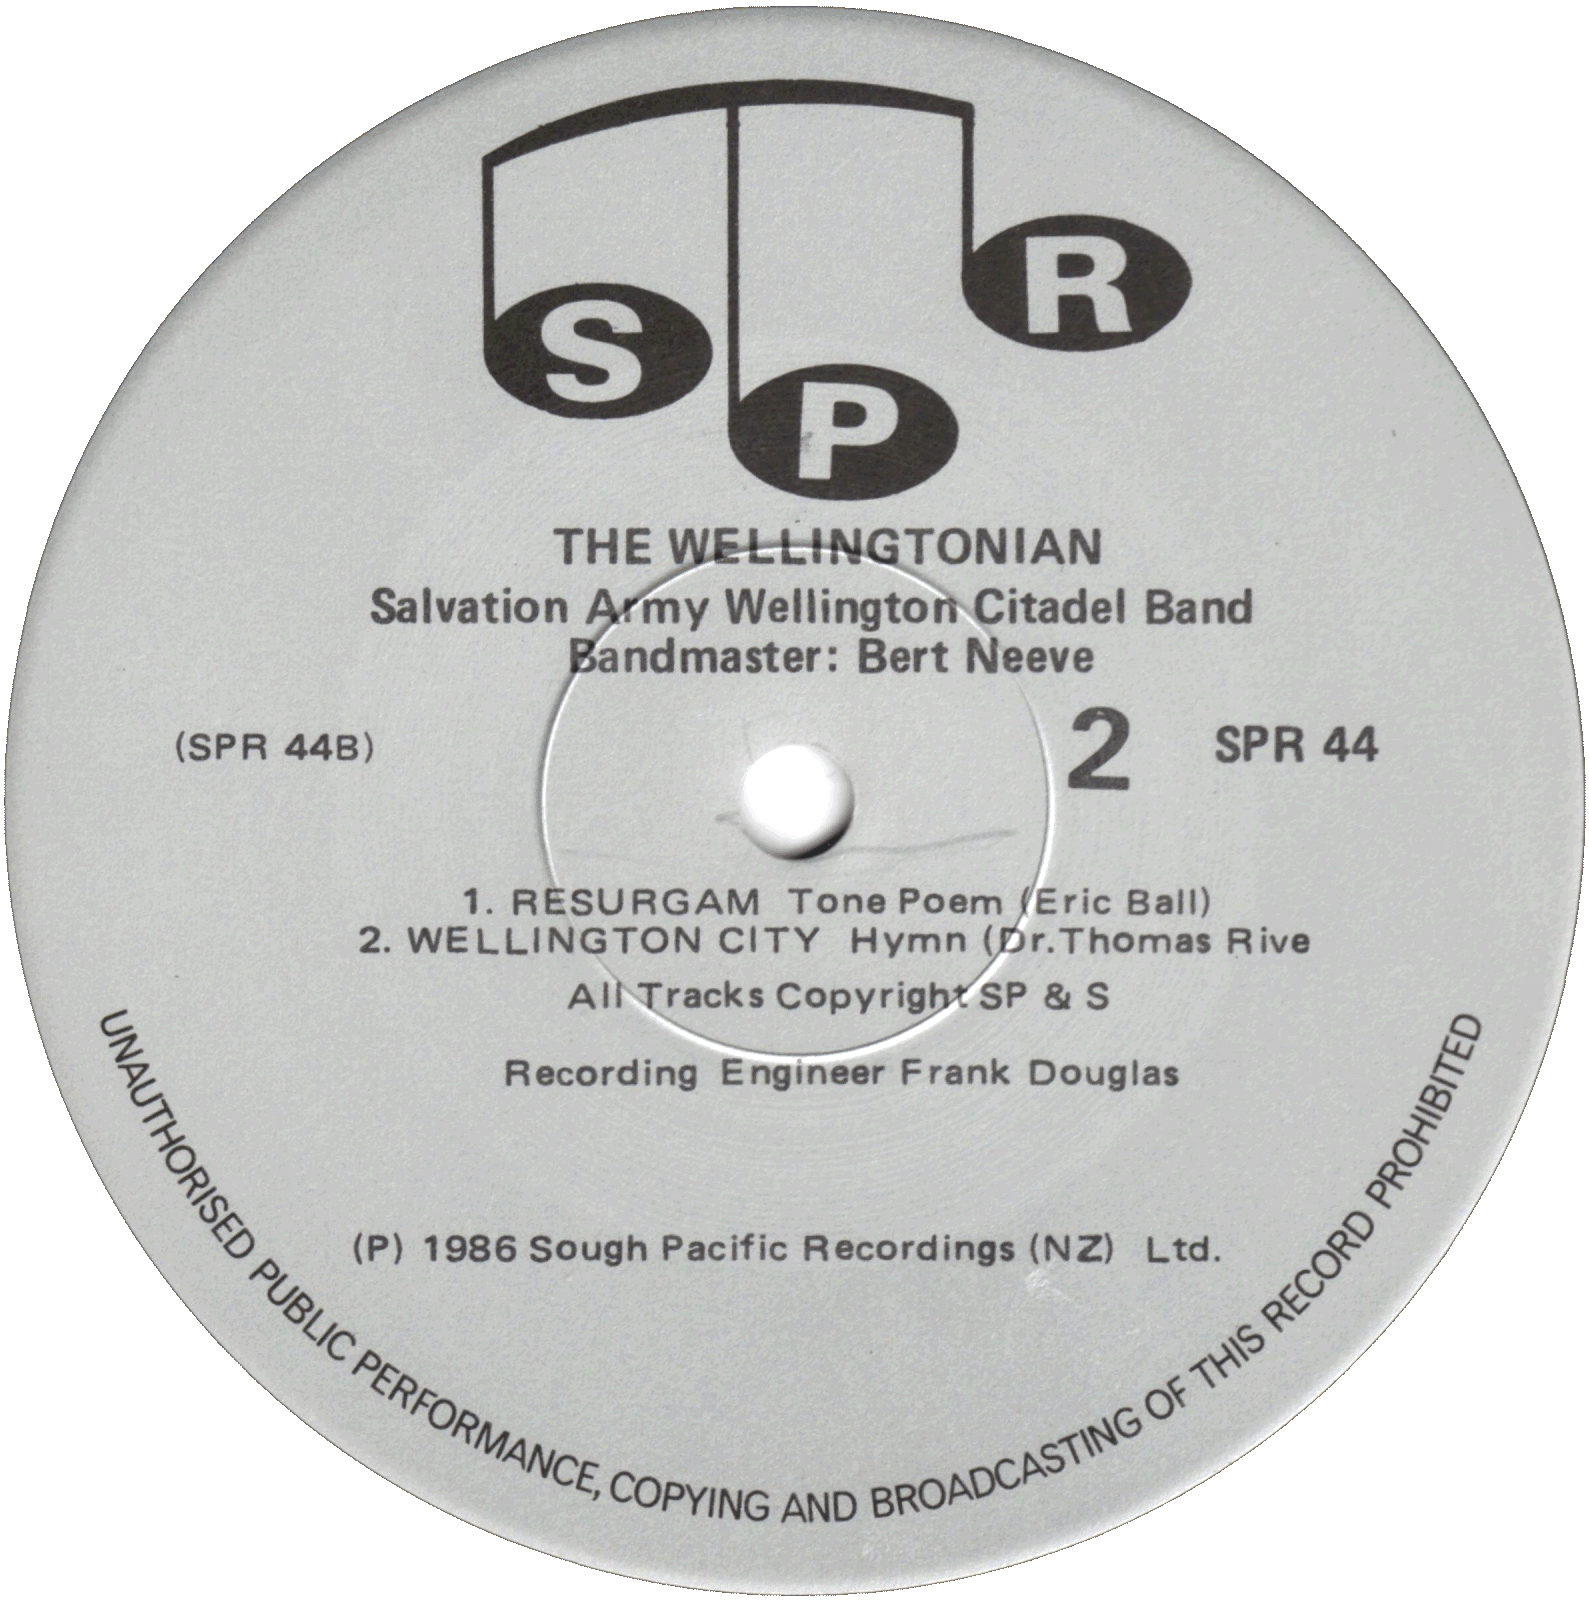 S P R
THE WELLINGTONIAN
Salvation Army Wellington Citadel Band
Bandmaster: Bert Neeve
(SPR 44B)
2
SPR 44
1. RESURGAM Tone Poem (Eric Ball)
2. WELLINGTON CITY Hymn (Dr.Thomas Rive
All Tracks Copyright SP & S
Recording Engineer Frank Douglas
(P) 1986 Sough Pacific Recordings (NZ) Ltd.
UNAUTHORISED PUBLIC PERFORMANCE, COPYING AND BROADCASTING OF THIS RECORD PROHIBITED